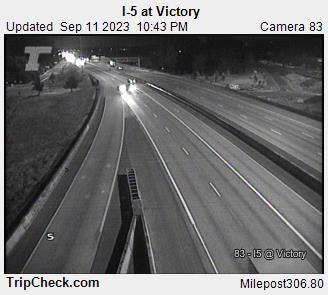 I-5 at Victory
Updated Sep 11 2023 10:43 PM Camera 83
T
S
83 - I5 @ Victory
TripCheck.com Milepost306.80